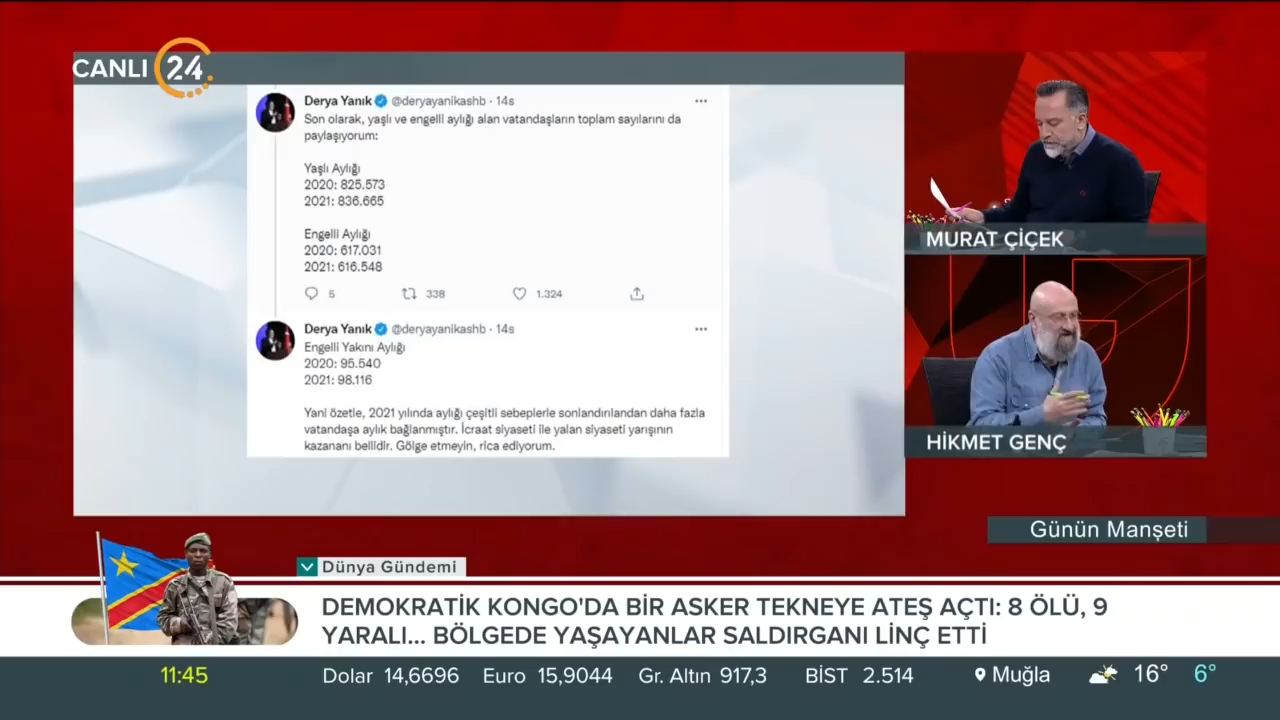 CANLI 24
Derya Yanık @deryayanikashb · 14s
Son olarak, yaşlı ve engelli aylığı alan vatandaşların toplam sayılarını da
paylaşıyorum:
Yaşlı Aylığı
2020: 825.573
2021: 836.665
Engelli Aylığı
2020: 617.031
2021: 616.548
5 338 1.324
Derya Yanık @deryayanikashb · 14s
Engelli Yakını Aylığı
2020: 95.540
2021: 98.116
Yani özetle, 2021 yılında aylığı çeşitli sebeplerle sonlandırılandan daha fazla
vatandaşa aylık bağlanmıştır. İcraat siyaseti ile yalan siyaseti yarışının
kazananı bellidir. Gölge etmeyin, rica ediyorum.
MURAT ÇİÇEK
HİKMET GENÇ
Günün Manşeti
Dünya Gündemi
DEMOKRATİK KONGO'DA BİR ASKER TEKNEYE ATEŞ AÇTI: 8 ÖLÜ, 9
YARALI... BÖLGEDE YAŞAYANLAR SALDIRGANI LİNÇ ETTİ
11:45 Dolar 14,6696 Euro 15,9044 Gr. Altın 917,3 BİST 2.514 Muğla 16° 6°